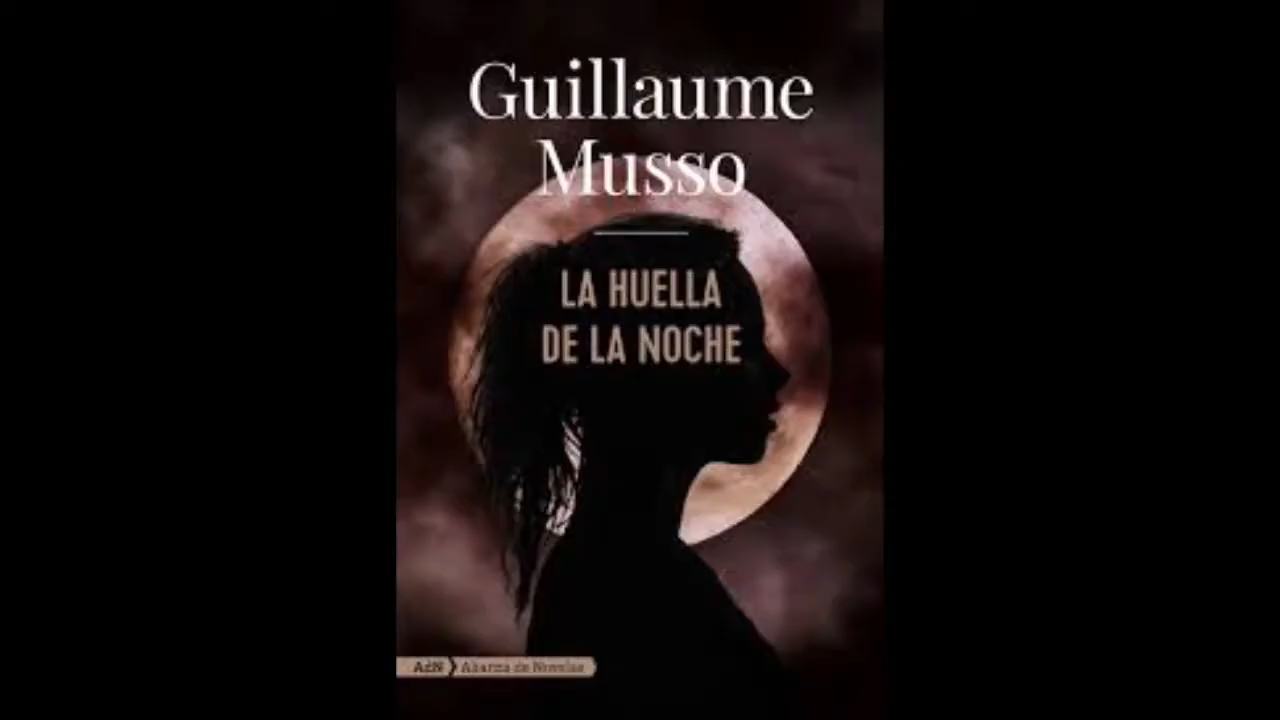 Guillaume
Musso
LA HUELLA
DE LA NOCHE
AdN Alianza de Novelas